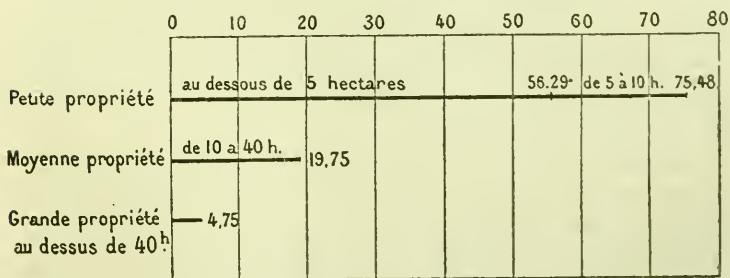 0 10 20 30 40 50 60 70 80
au dessous de 5 hectares 56.29- de 5 à 10 h. 75,48
Petite propriété
de 10 a 40 h.
Moyenne propriété 19,75
Grande propriété 4,75
au dessus de 40h.